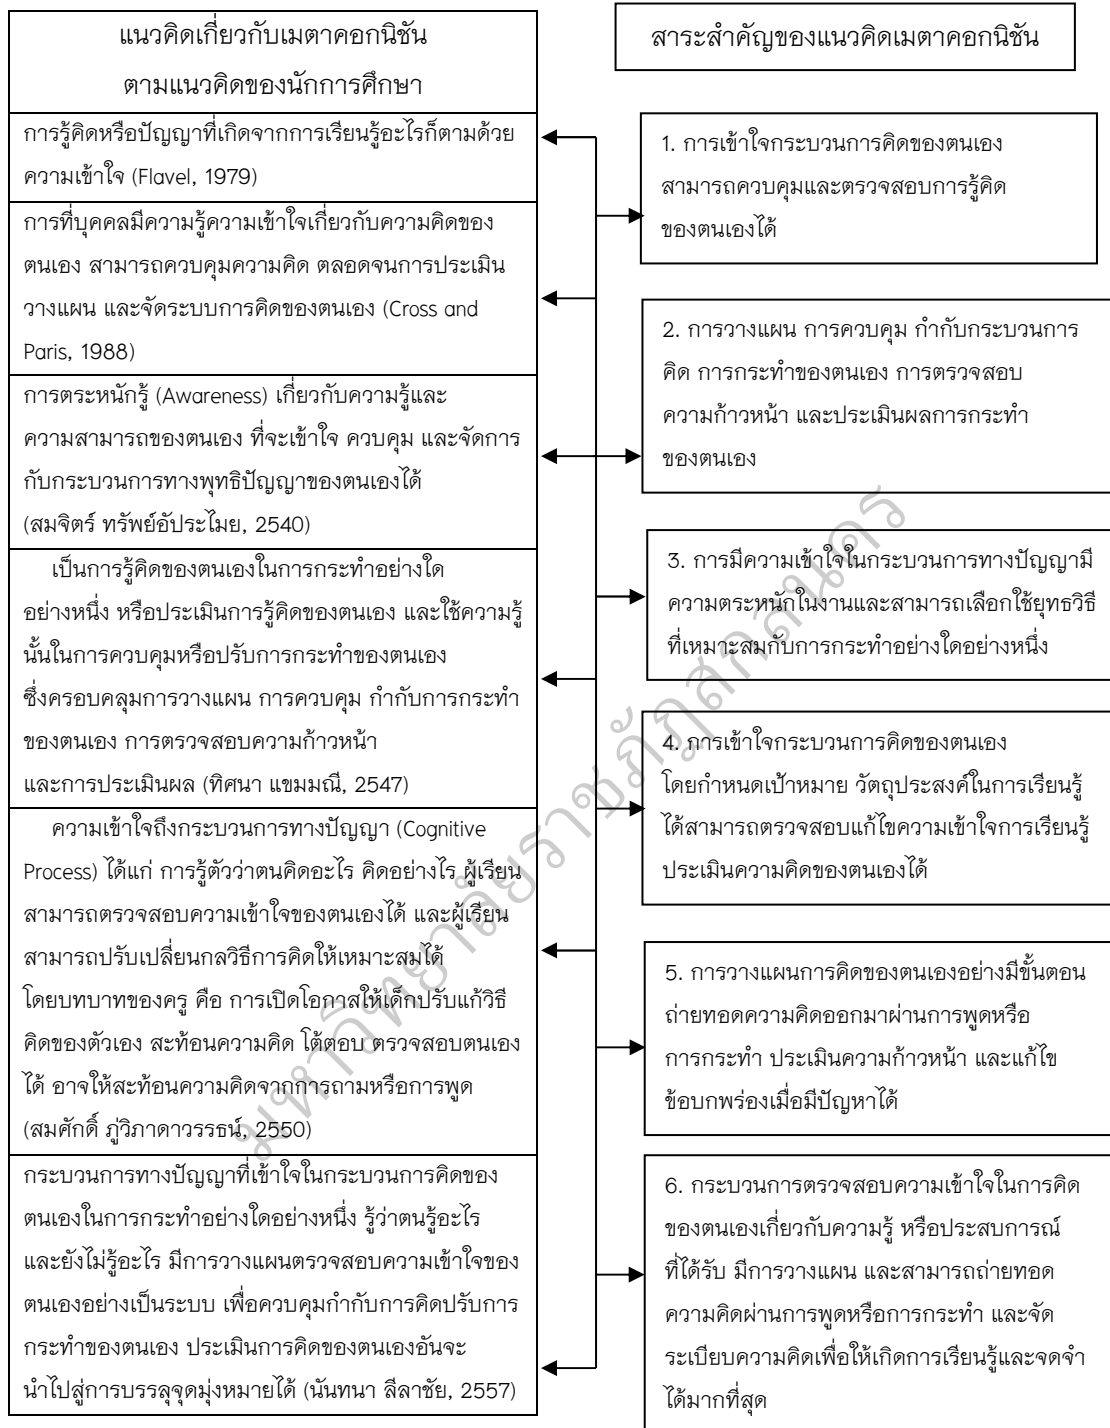 แนวคิดเกี่ยวกับเมตาคอกนิชัน
ตามแนวคิดของนักการศึกษา
การรู้คิดหรือปัญญาที่เกิดจากการเรียนรู้อะไรก็ตามด้วย
ความเข้าใจ (Flavel, 1979)
การที่บุคคลมีความรู้ความเข้าใจเกี่ยวกับความคิดของ
ตนเอง สามารถควบคุมความคิด ตลอดจนการประเมิน
วางแผน และจัดระบบการคิดของตนเอง (Cross and
Paris, 1988)
การตระหนักรู้ (Awareness) เกี่ยวกับความรู้และ
ความสามารถของตนเอง ที่จะเข้าใจ ควบคุม และจัดการ
กับกระบวนการทางพุทธิปัญญาของตนเองได้
(สมจิตร์ ทรัพย์อัประไมย, 2540)
เป็นการรู้คิดของตนเองในการกระทำอย่างใด
อย่างหนึ่ง หรือประเมินการรู้คิดของตนเอง และใช้ความรู้
นั้นในการควบคุมหรือปรับการกระทำของตนเอง
ซึ่งครอบคลุมการวางแผน การควบคุม กำกับการกระทำ
ของตนเอง การตรวจสอบความก้าวหน้า
และการประเมินผล (ทิศนา แขมมณี, 2547)
ความเข้าใจถึงกระบวนการทางปัญญา (Cognitive
Process) ได้แก่ การรู้ตัวว่าตนคิดอะไร คิดอย่างไร ผู้เรียน
สามารถตรวจสอบความเข้าใจของตนเองได้ และผู้เรียน
สามารถปรับเปลี่ยนกลวิธีการคิดให้เหมาะสมได้
โดยบทบาทของครู คือ การเปิดโอกาสให้เด็กปรับแก้วิธี
คิดของตัวเอง สะท้อนความคิด โต้ตอบ ตรวจสอบตนเอง
ได้ อาจให้สะท้อนความคิดจากการถามหรือการพูด
(สมศักดิ์ ภู่วิภาดาวรรธน์, 2550)
กระบวนการทางปัญญาที่เข้าใจในกระบวนการคิดของ
ตนเองในการกระทำอย่างใดอย่างหนึ่ง รู้ว่าตนรู้อะไร
และยังไม่รู้อะไร มีการวางแผนตรวจสอบความเข้าใจของ
ตนเองอย่างเป็นระบบ เพื่อควบคุมกำกับการคิดปรับการ
กระทำของตนเอง ประเมินการคิดของตนเองอันจะ
นำไปสู่การบรรลุจุดมุ่งหมายได้ (นันทนา ลีลาชัย, 2557)
สาระสำคัญของแนวคิดเมตาคอกนิชัน
1. การเข้าใจกระบวนการคิดของตนเอง
สามารถควบคุมและตรวจสอบการรู้คิด
ของตนเองได้
2. การวางแผน การควบคุม กำกับกระบวนการ
คิด การกระทำของตนเอง การตรวจสอบ
ความก้าวหน้า และประเมินผลการกระทำ
ของตนเอง
3. การมีความเข้าใจในกระบวนการทางปัญญามี
ความตระหนักในงานและสามารถเลือกใช้ยุทธวิธี
ที่เหมาะสมกับการกระทำอย่างใดอย่างหนึ่ง
4. การเข้าใจกระบวนการคิดของตนเอง
โดยกำหนดเป้าหมาย วัตถุประสงค์ในการเรียนรู้
ได้สามารถตรวจสอบแก้ไขความเข้าใจการเรียนรู้
ประเมินความคิดของตนเองได้
5. การวางแผนการคิดของตนเองอย่างมีขั้นตอน
ถ่ายทอดความคิดออกมาผ่านการพูดหรือ
การกระทำ ประเมินความก้าวหน้า และแก้ไข
ข้อบกพร่องเมื่อมีปัญหาได้
6. กระบวนการตรวจสอบความเข้าใจในการคิด
ของตนเองเกี่ยวกับความรู้ หรือประสบการณ์
ที่ได้รับ มีการวางแผน และสามารถถ่ายทอด
ความคิดผ่านการพูดหรือการกระทำ และจัด
ระเบียบความคิดเพื่อให้เกิดการเรียนรู้และจดจำ
ได้มากที่สุด
มหาวิทยาลัยราชภัฏสกลนคร